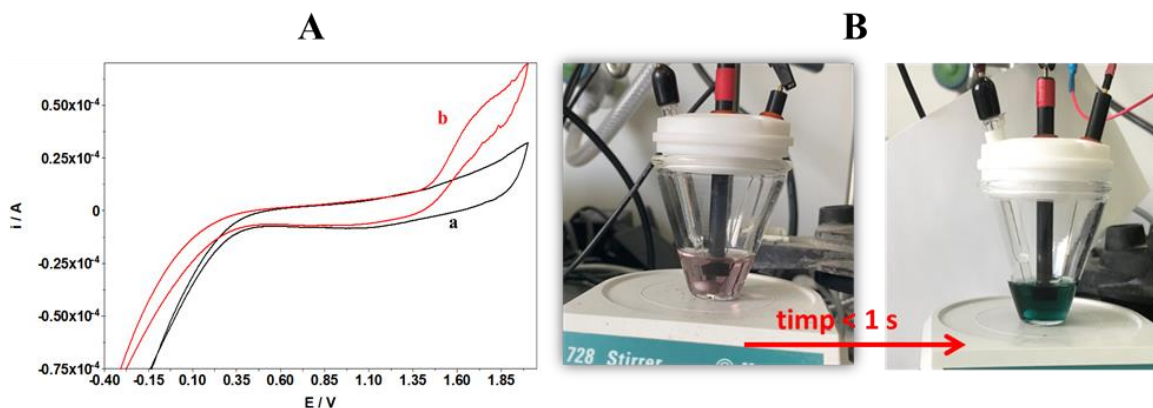 A
B
i / A
0.50x10-4
0.25x10-4
0
-0.25x10-4
-0.50x10-4
-0.75x10-4
b
a
-0.40 -0.15 0.10 0.35 0.60 0.85 1.10 1.35 1.60 1.85
E / V
timp < 1 s
728 Stirrer